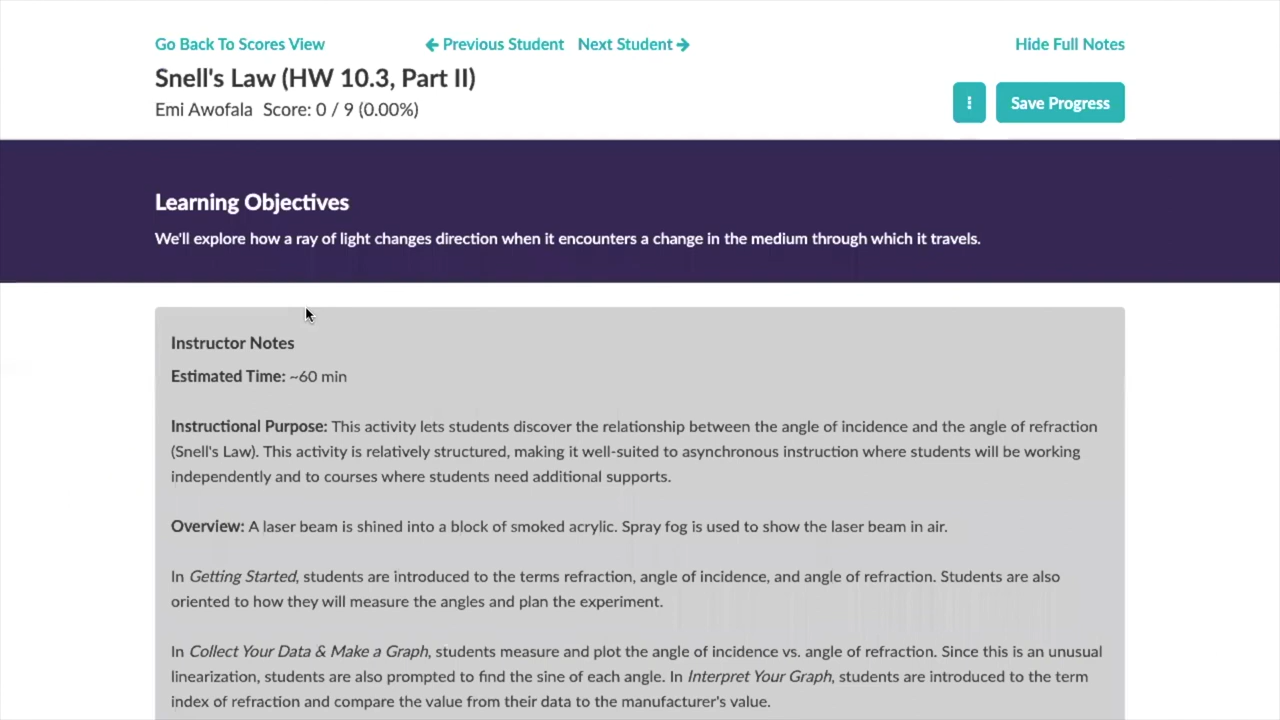 Go Back To Scores View
← Previous Student
Next Student →
Hide Full Notes
Snell's Law (HW 10.3, Part II)
Emi Awofala Score: 0 / 9 (0.00%)
Save Progress
Learning Objectives
We'll explore how a ray of light changes direction when it encounters a change in the medium through which it travels.
Instructor Notes
Estimated Time: ~60 min
Instructional Purpose: This activity lets students discover the relationship between the angle of incidence and the angle of refraction
(Snell's Law). This activity is relatively structured, making it well-suited to asynchronous instruction where students will be working
independently and to courses where students need additional supports.
Overview: A laser beam is shined into a block of smoked acrylic. Spray fog is used to show the laser beam in air.
In Getting Started, students are introduced to the terms refraction, angle of incidence, and angle of refraction. Students are also
oriented to how they will measure the angles and plan the experiment.
In Collect Your Data & Make a Graph, students measure and plot the angle of incidence vs. angle of refraction. Since this is an unusual
linearization, students are also prompted to find the sine of each angle. In Interpret Your Graph, students are introduced to the term
index of refraction and compare the value from their data to the manufacturer's value.